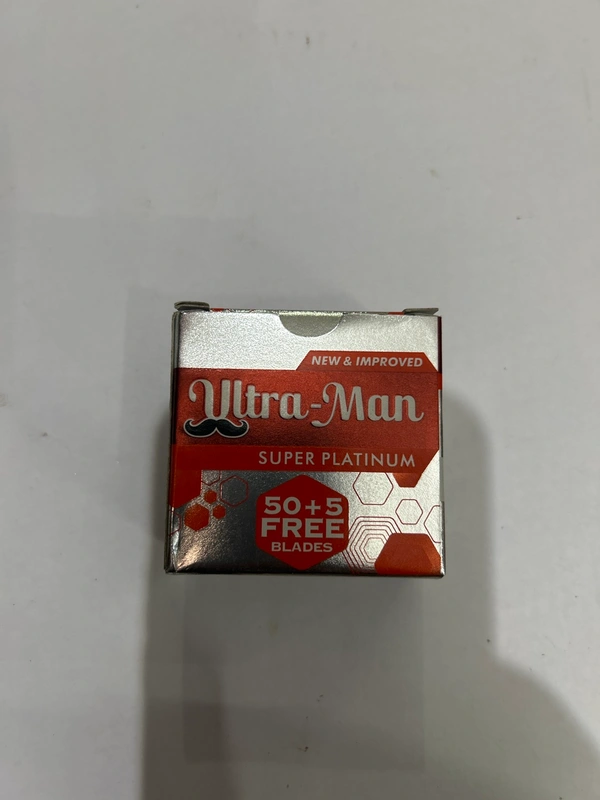 NEW & IMPROVED
Ultra-Man
SUPER PLATINUM
50+5
FREE
BLADES